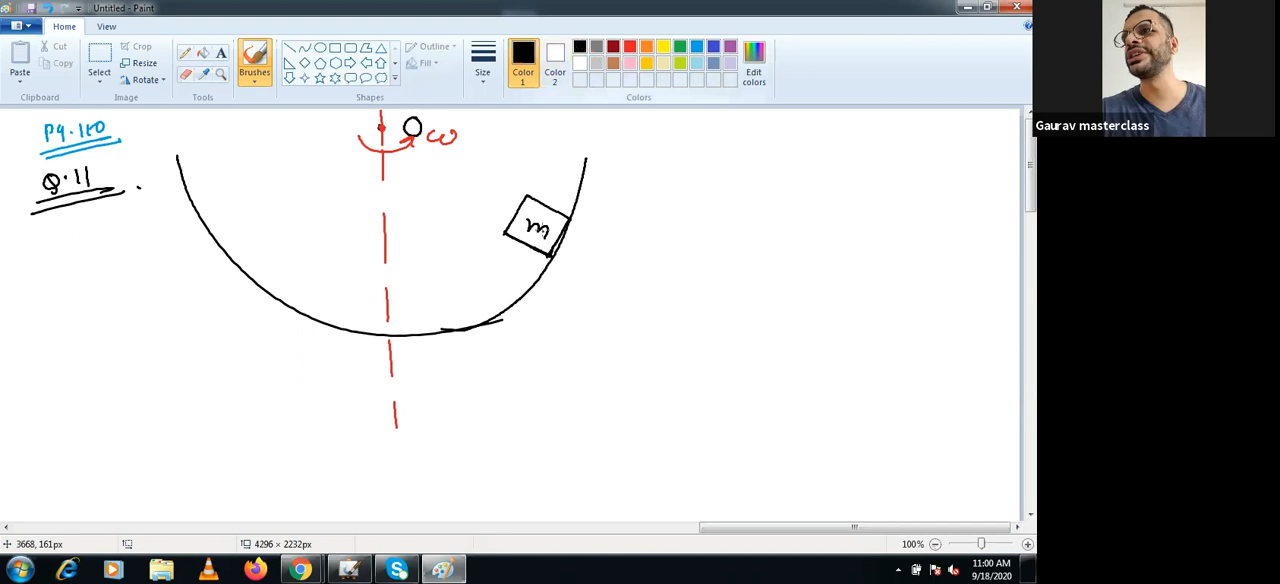 Untitled - Paint
Home View
Paste
Cut
Copy
Clipboard
Select
Crop
Resize
Rotate
Image
Tools
Brushes
Shapes
Outline
Fill
Size
Color 1
Color 2
Colors
Edit colors
Pg.110
Q.11
O
ω
m
Gaurav masterclass
3668, 161px
4296 × 2232px
100%
11:00 AM
9/18/2020